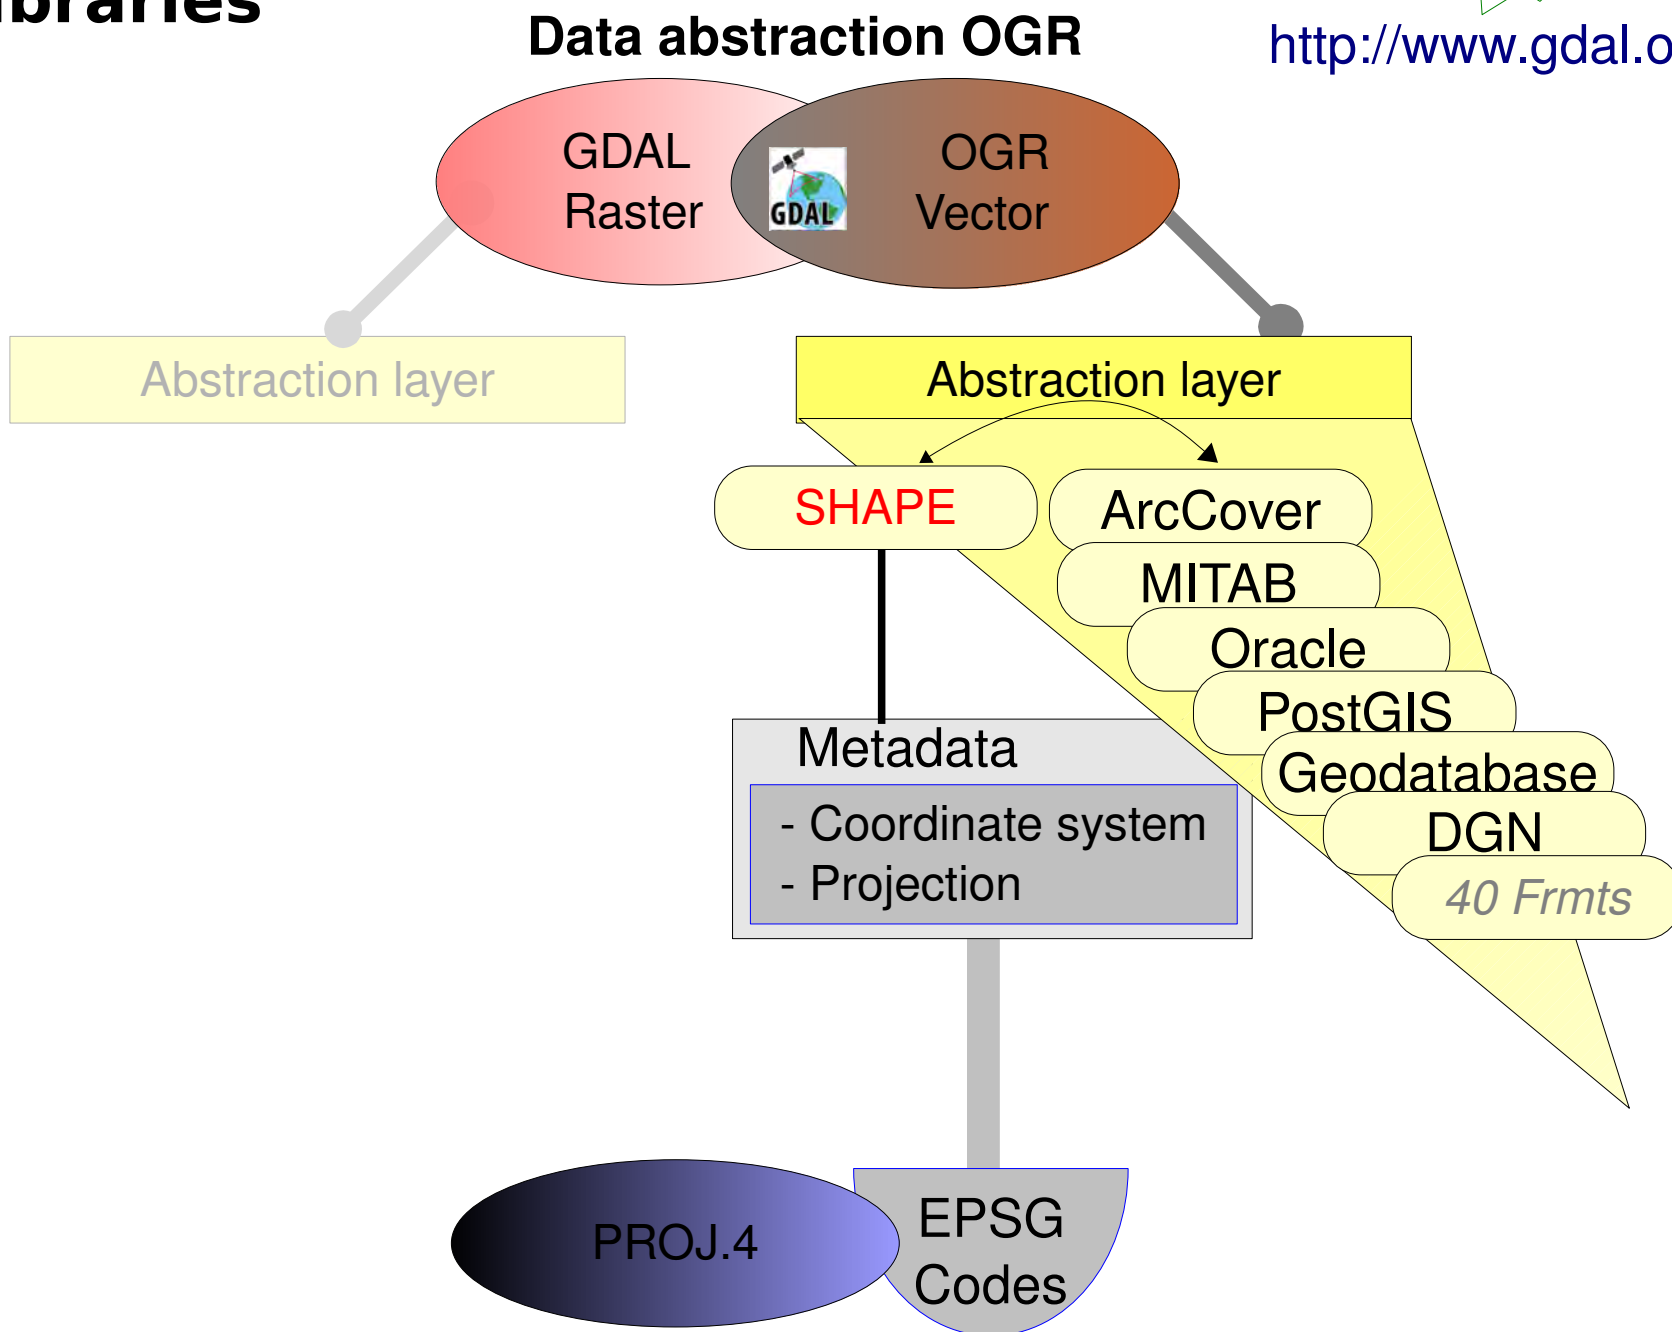 Data abstraction OGR
http://www.gdal.o
GDAL
Raster
GDAL
OGR
Vector
Abstraction layer
Abstraction layer
SHAPE
ArcCover
MITAB
Oracle
PostGIS
Geodatabase
DGN
40 Frmts
Metadata
- Coordinate system
- Projection
PROJ.4
EPSG
Codes